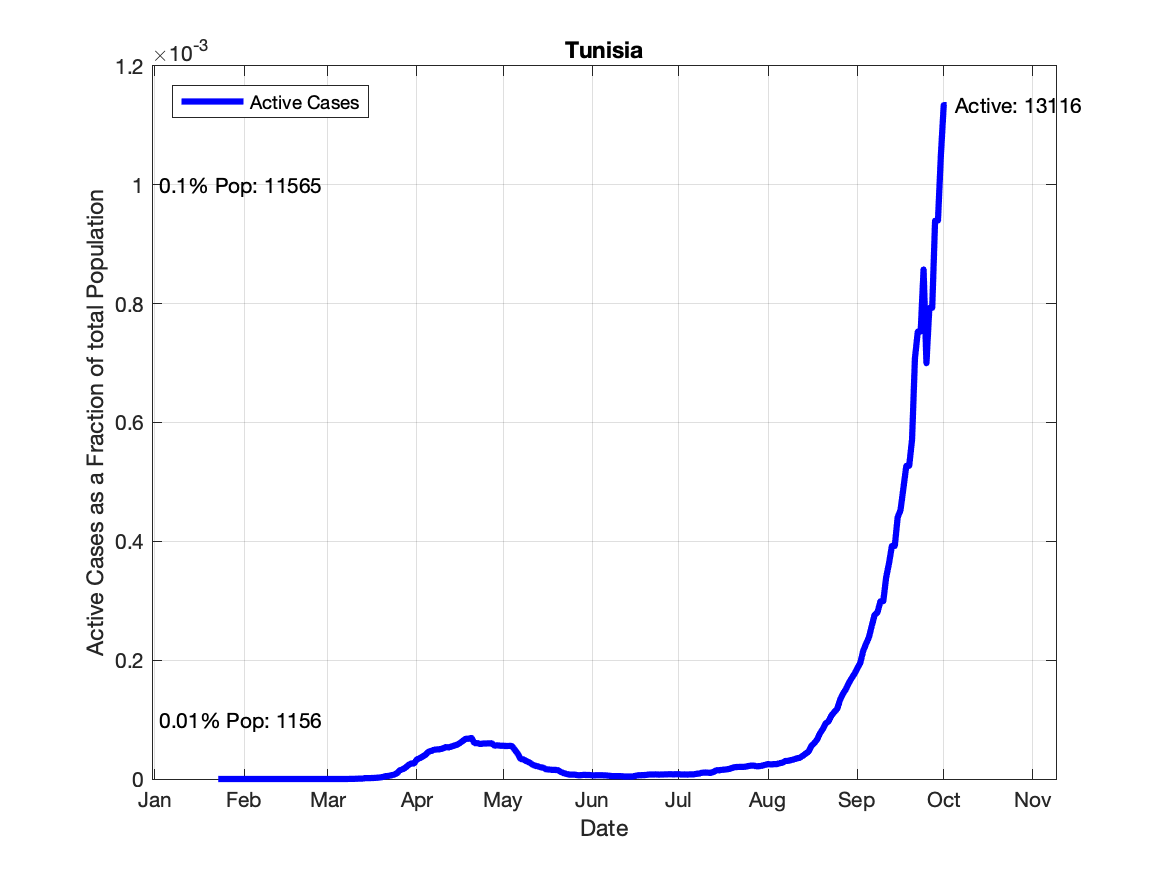 Tunisia
×10-3
1.2
1
0.8
0.6
0.4
0.2
0
Active Cases as a Fraction of total Population
Active Cases
Active: 13116
0.1% Pop: 11565
0.01% Pop: 1156
Jan Feb Mar Apr May Jun Jul Aug Sep Oct Nov
Date